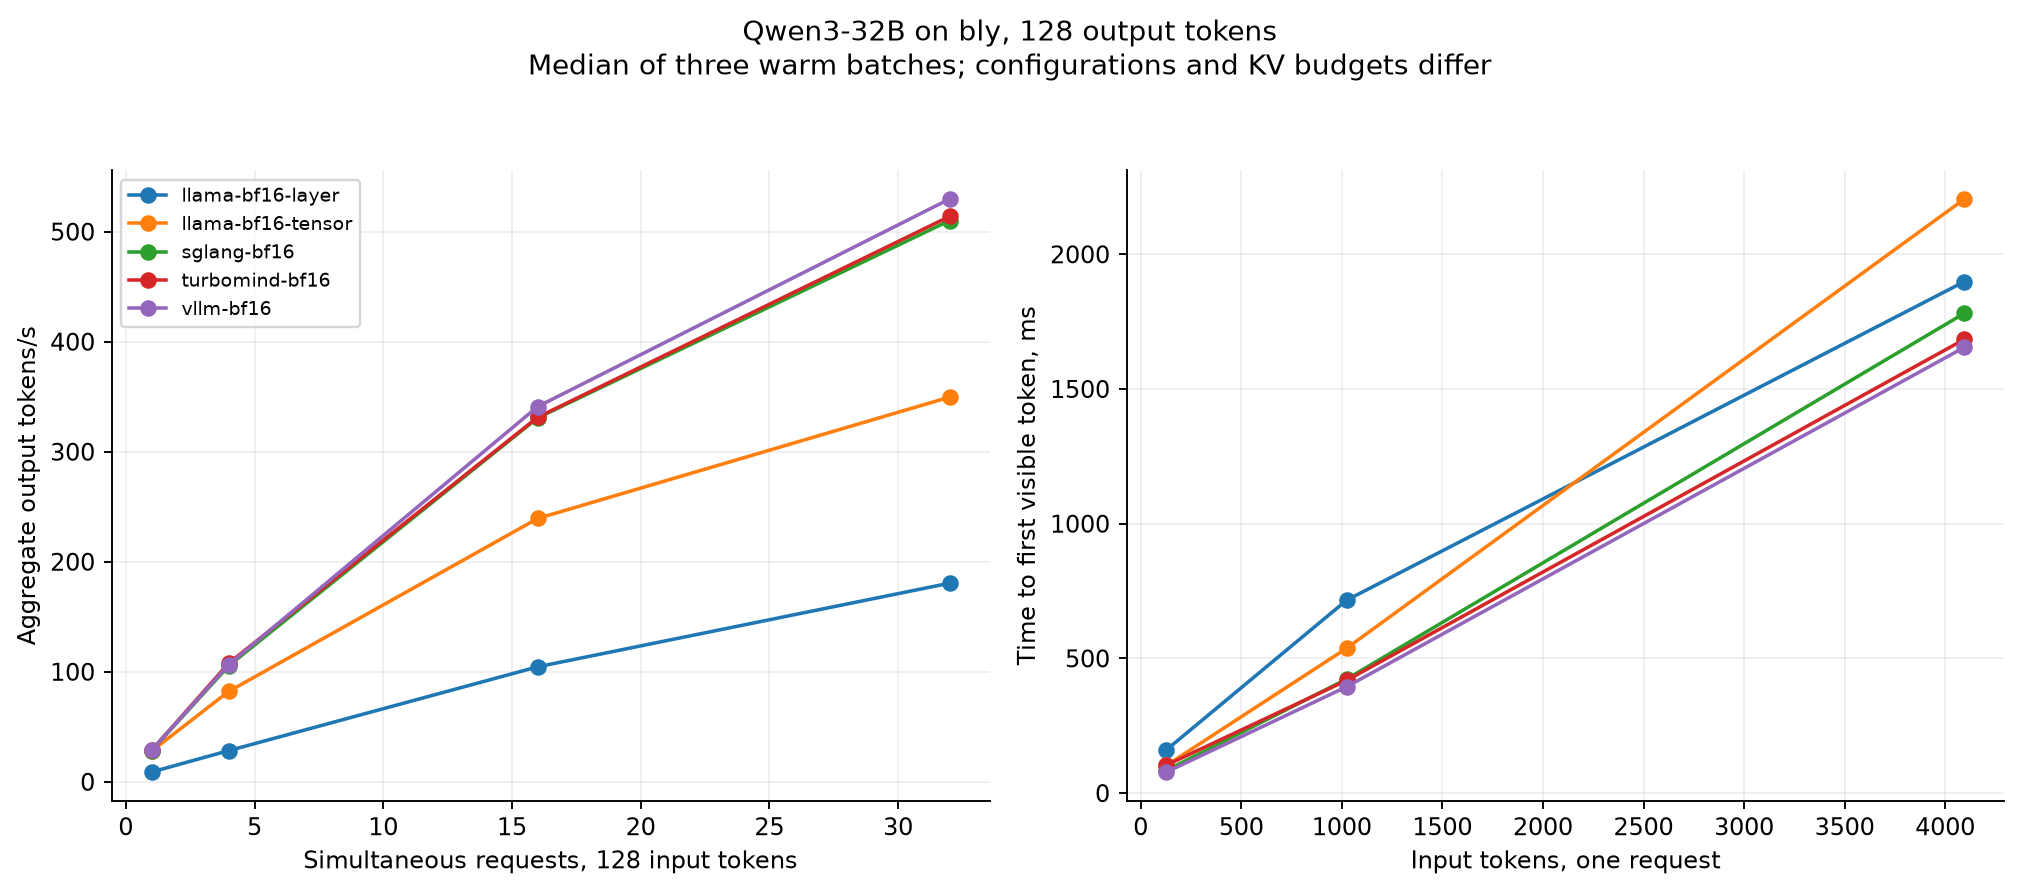 Qwen3-32B on bly, 128 output tokens
Median of three warm batches; configurations and KV budgets differ
llama-bf16-layer
llama-bf16-tensor
sglang-bf16
turbomind-bf16
vllm-bf16
Aggregate output tokens/s
500
400
300
200
100
0
0 5 10 15 20 25 30
Simultaneous requests, 128 input tokens
Time to first visible token, ms
2000
1500
1000
500
0
0 500 1000 1500 2000 2500 3000 3500 4000
Input tokens, one request